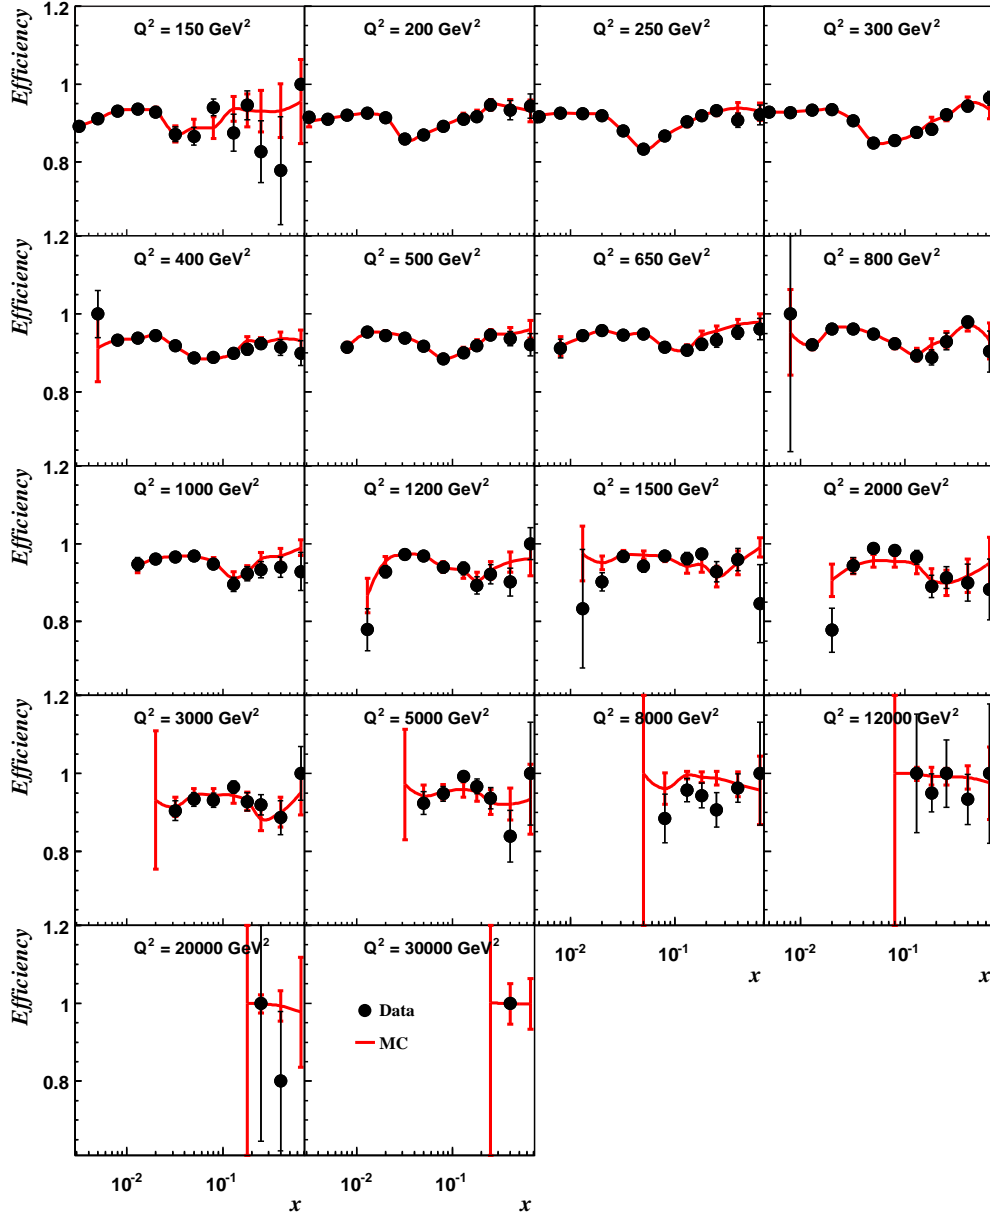 1.2
Efficiency
Q² = 150 GeV²
Q² = 200 GeV²
Q² = 250 GeV²
Q² = 300 GeV²
1
0.8
1.2
Efficiency
Q² = 400 GeV²
Q² = 500 GeV²
Q² = 650 GeV²
Q² = 800 GeV²
1
0.8
1.2
Efficiency
Q² = 1000 GeV²
Q² = 1200 GeV²
Q² = 1500 GeV²
Q² = 2000 GeV²
1
0.8
1.2
Efficiency
Q² = 3000 GeV²
Q² = 5000 GeV²
Q² = 8000 GeV²
Q² = 12000 GeV²
1
0.8
1.2
Efficiency
Q² = 20000 GeV²
Q² = 30000 GeV²
10⁻² 10⁻¹
x
10⁻² 10⁻¹
x
1
Data
MC
0.8
10⁻² 10⁻¹
x
10⁻² 10⁻¹
x